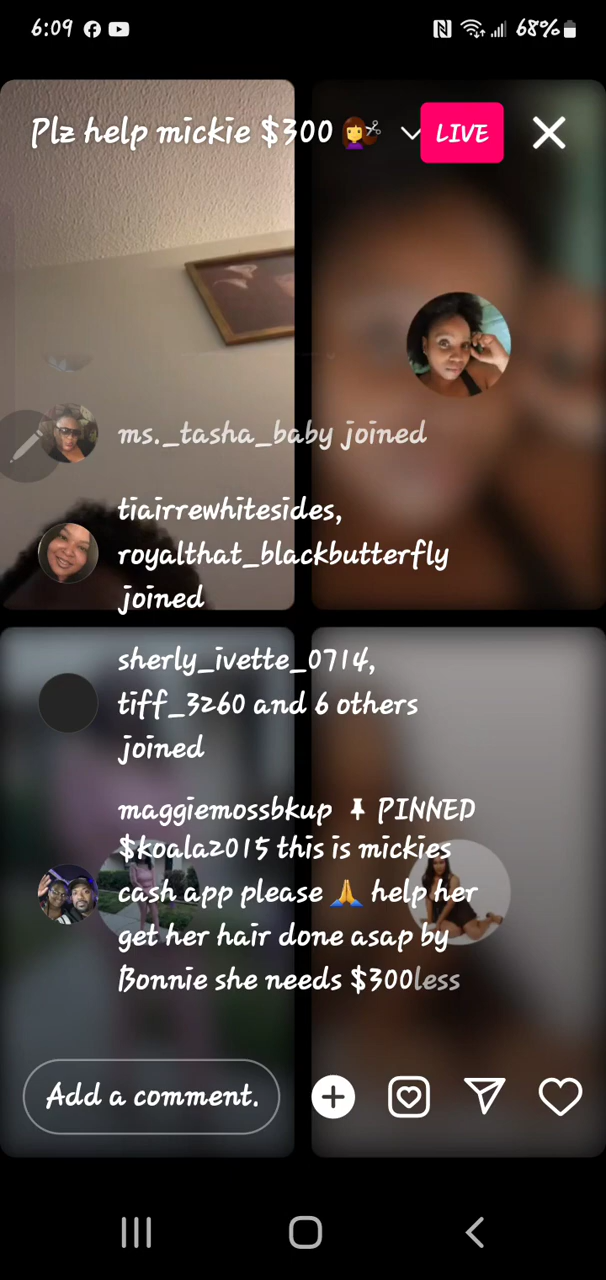 6:09 68%
Plz help mickie $300 LIVE
ms._tasha_baby joined
tiairrewhitesides,
royalthat_blackbutterfly
joined
sherly_ivette_0714,
tiff_3260 and 6 others
joined
maggiemossbkup PINNED
$koala2015 this is mickies
cash app please 🙏 help her
get her hair done asap by
Bonnie she needs $300less
Add a comment.